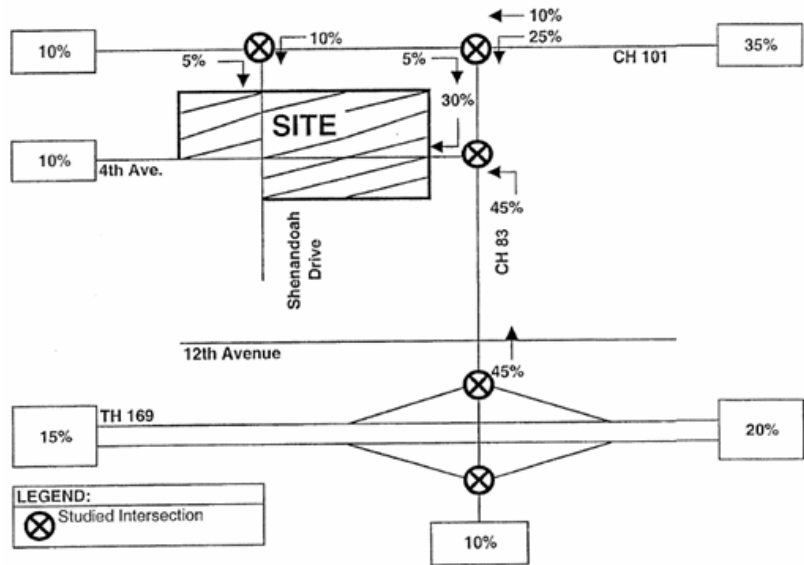 10%
10%
25%
10%
35%
CH 101
5%
10%
5%
30%
SITE
10%
4th Ave.
45%
Shenandoah
Drive
CH 83
12th Avenue
45%
TH 169
15%
20%
LEGEND:
Studied Intersection
10%